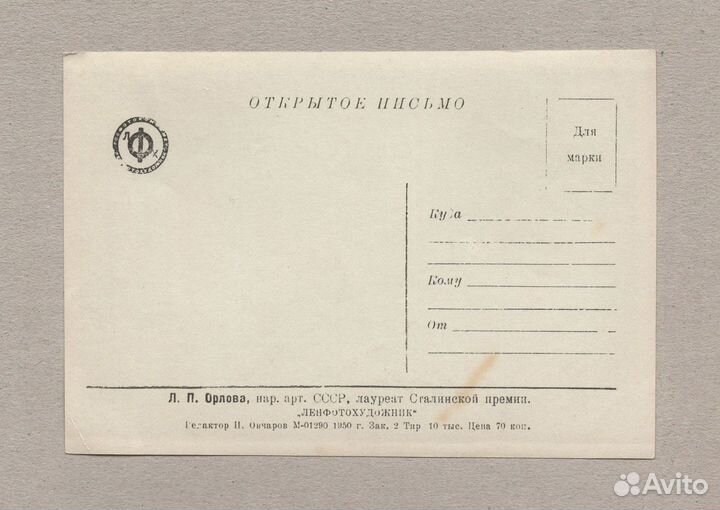 ОТКРЫТОЕ ПИСЬМО
Л Ф Х
Для
марки
Куда
Кому
От
Л. П. Орлова, нар. арт. СССР, лауреат Сталинской премии.
„ЛЕНФОТОХУДОЖНИК“
Редактор И. Овчаров М-01290 1950 г. Зак. 2 Тир 10 тыс. Цена 70 коп.
Avito